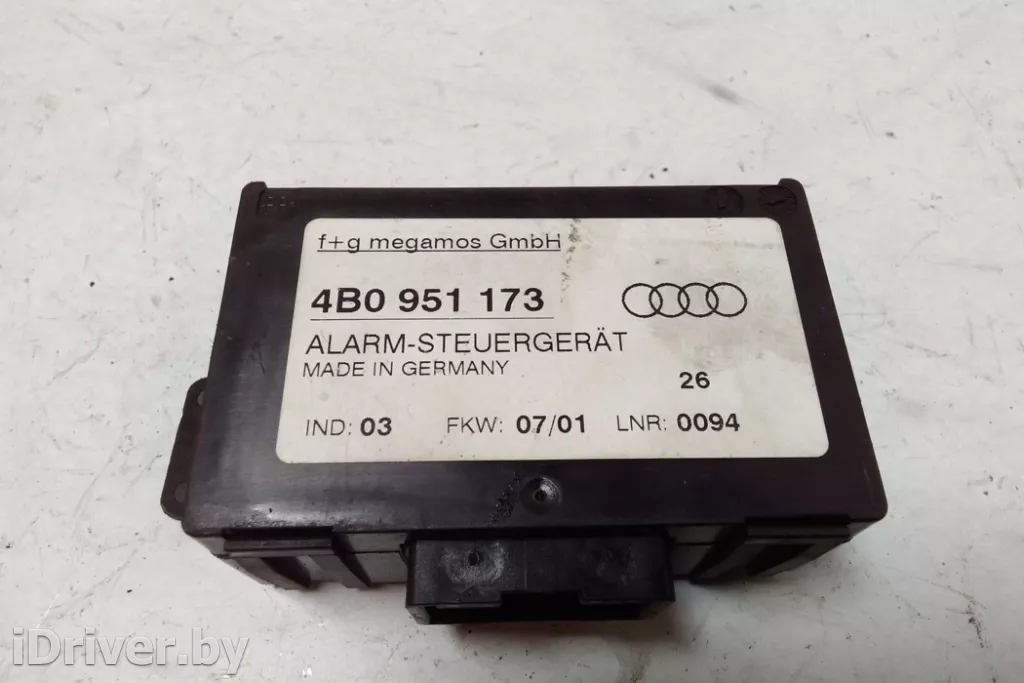 f+g megamos GmbH
4B0 951 173
ALARM-STEUERGERÄT
MADE IN GERMANY
26
IND: 03 FKW: 07/01 LNR: 0094
iDriver.by